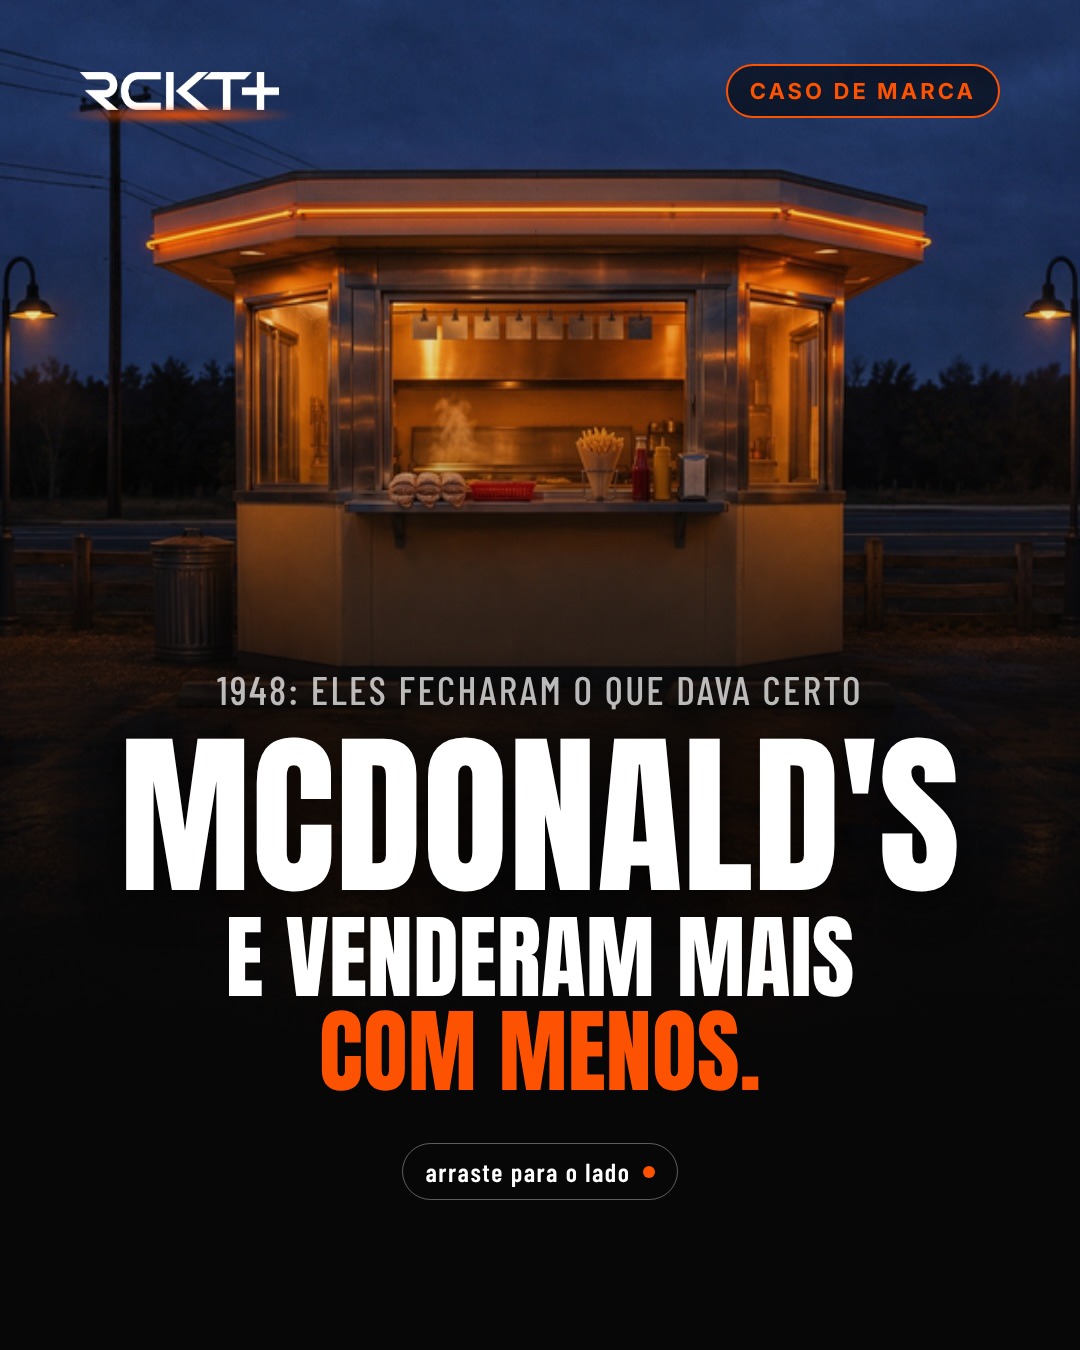 RCKT+
CASO DE MARCA
1948: ELES FECHARAM O QUE DAVA CERTO
MCDONALD'S
E VENDERAM MAIS
COM MENOS.
arraste para o lado